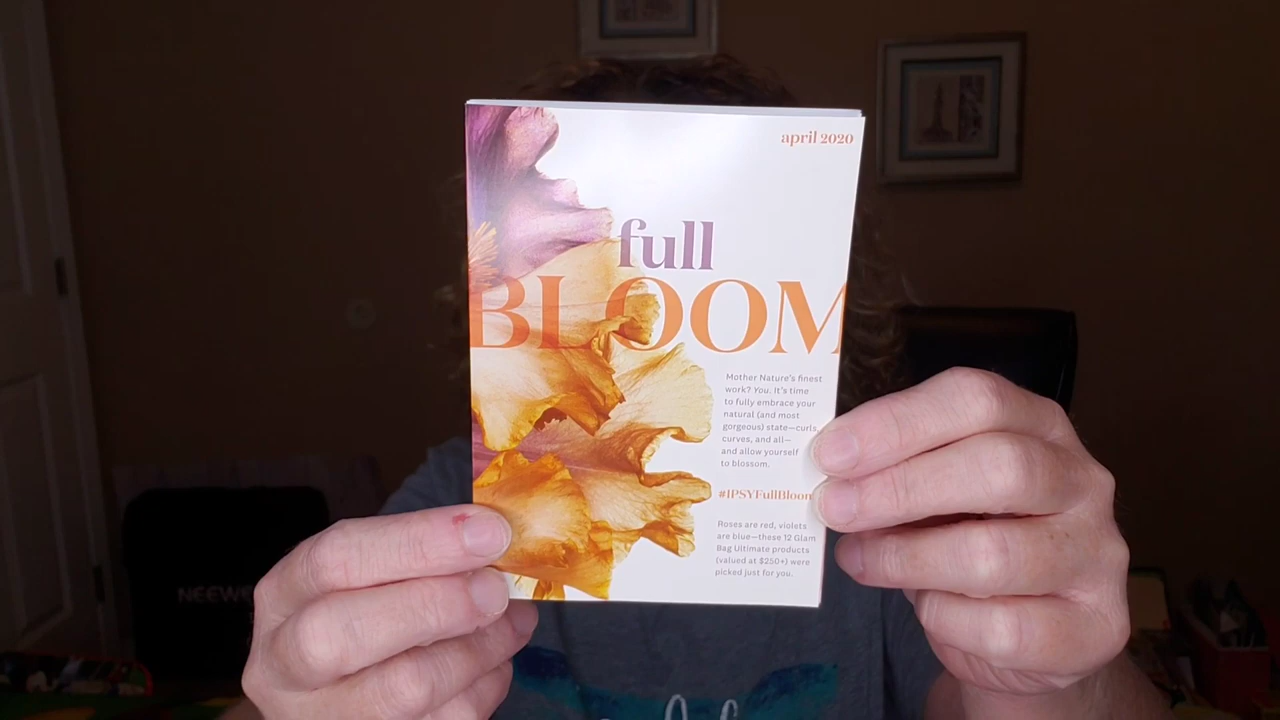 april 2020
full
BLOOM
Mother Nature's finest
work? You. It's time
to fully embrace your
natural (and most
gorgeous) state—curls,
curves, and all—
and allow yourself
to blossom.
#IPSYFullBloom
Roses are red, violets
are blue—these 12 Glam
Bag Ultimate products
(valued at $250+) were
picked just for you.